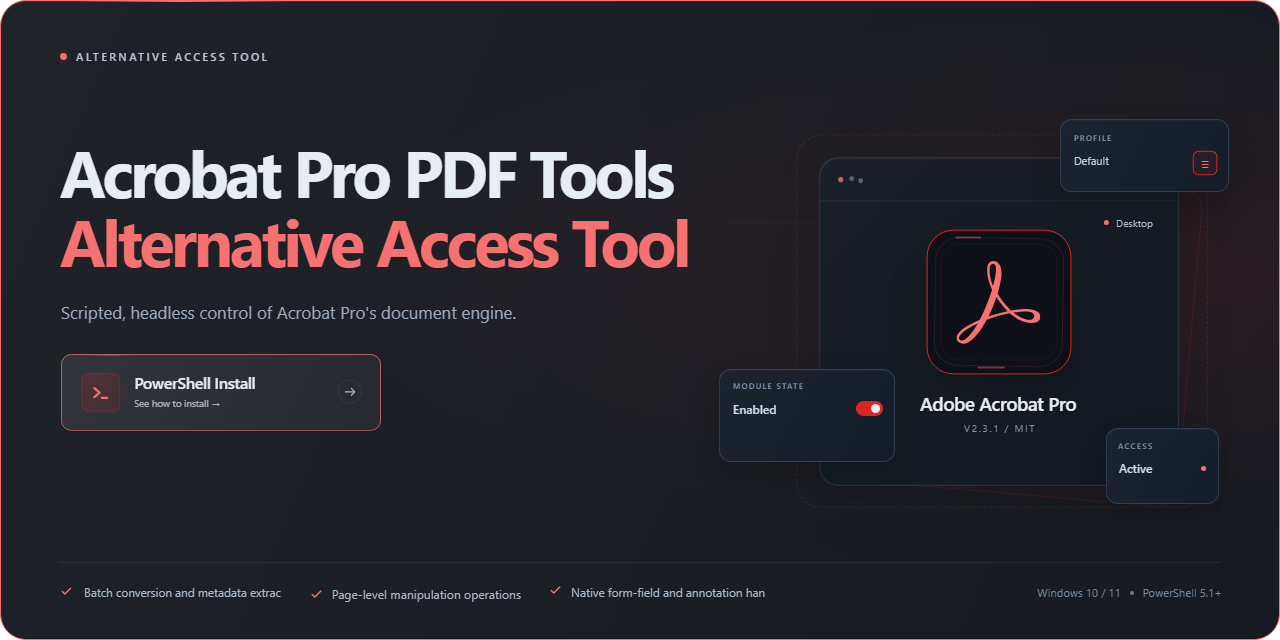 ALTERNATIVE ACCESS TOOL
Acrobat Pro PDF Tools
Alternative Access Tool
Scripted, headless control of Acrobat Pro's document engine.
PowerShell Install
See how to install →
PROFILE
Default
Desktop
MODULE STATE
Enabled
Adobe Acrobat Pro
V2.3.1 / MIT
ACCESS
Active
Batch conversion and metadata extrac
Page-level manipulation operations
Native form-field and annotation han
Windows 10 / 11 • PowerShell 5.1+